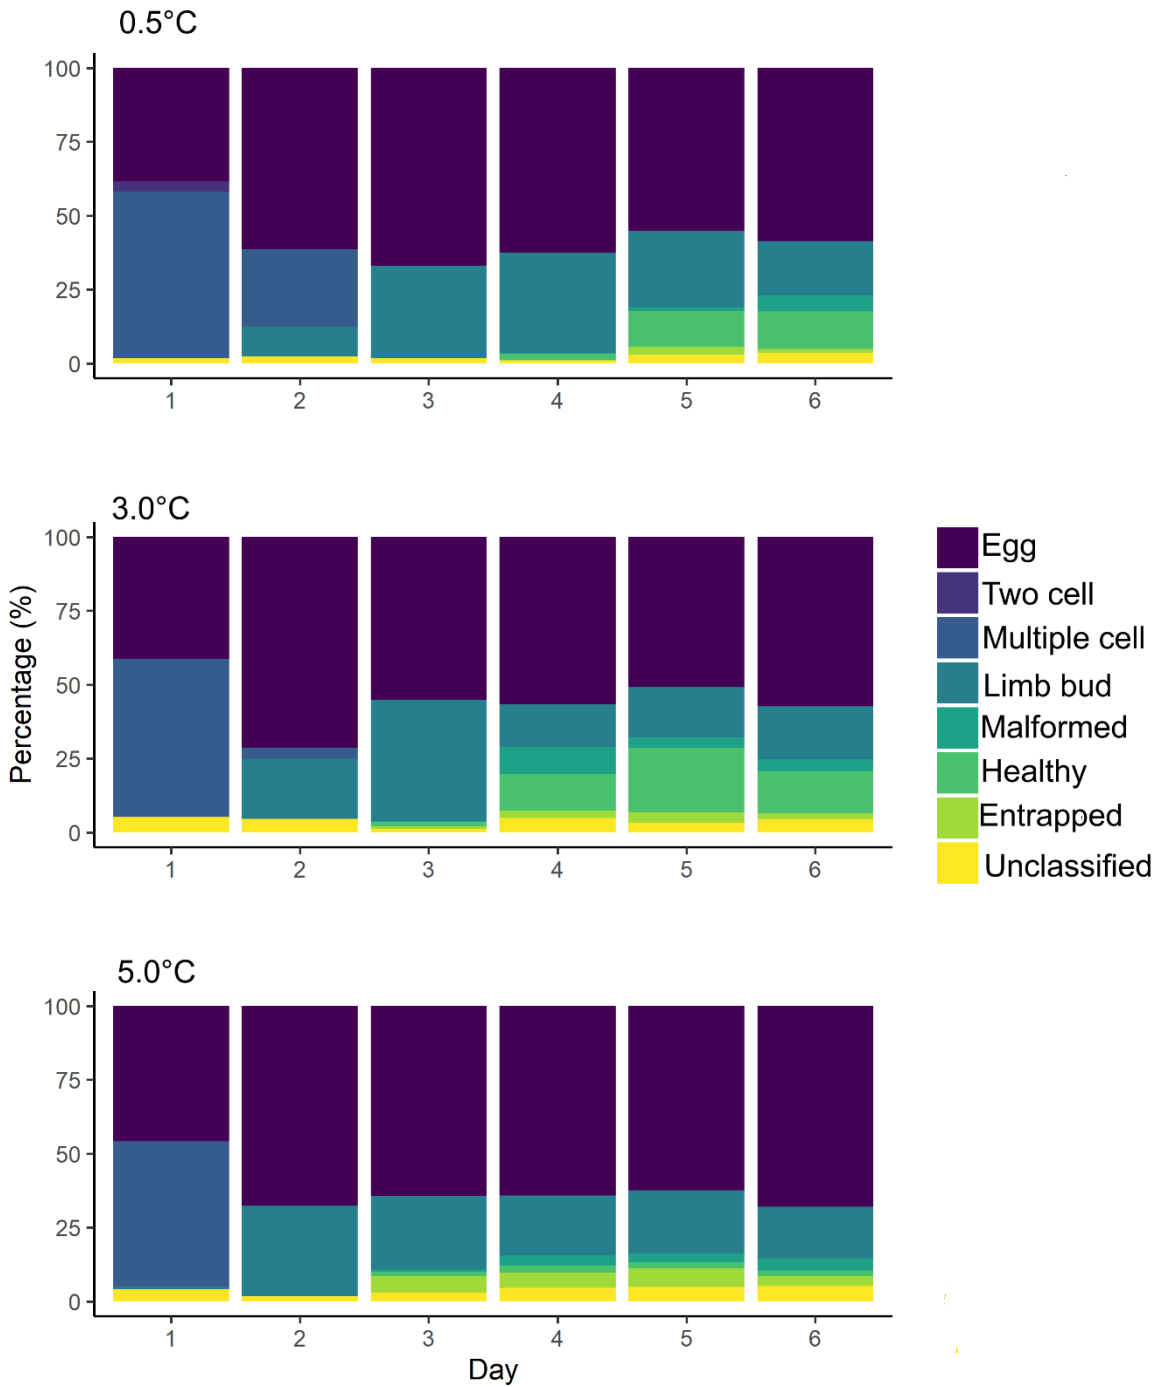 0.5°C
100
75
50
25
0
1 2 3 4 5 6
3.0°C
100
75
50
25
0
1 2 3 4 5 6
Percentage (%)
Egg
Two cell
Multiple cell
Limb bud
Malformed
Healthy
Entrapped
Unclassified
5.0°C
100
75
50
25
0
1 2 3 4 5 6
Day